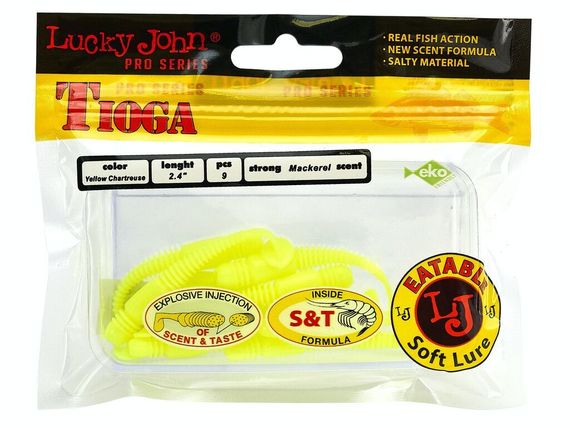 Lucky John®
PRO SERIES
· REAL FISH ACTION
· NEW SCENT FORMULA
· SALTY MATERIAL
PRO SERIES
PRO SERIES
TIOGA
color
Yellow Chartreuse
lenght
2.4"
pcs
9
strong Mackerel scent
eko
EXPLOSIVE INJECTION
OF
SCENT & TASTE
INSIDE
S&T
FORMULA
EATABLE
LJ
LJ
LJ
Soft Lure